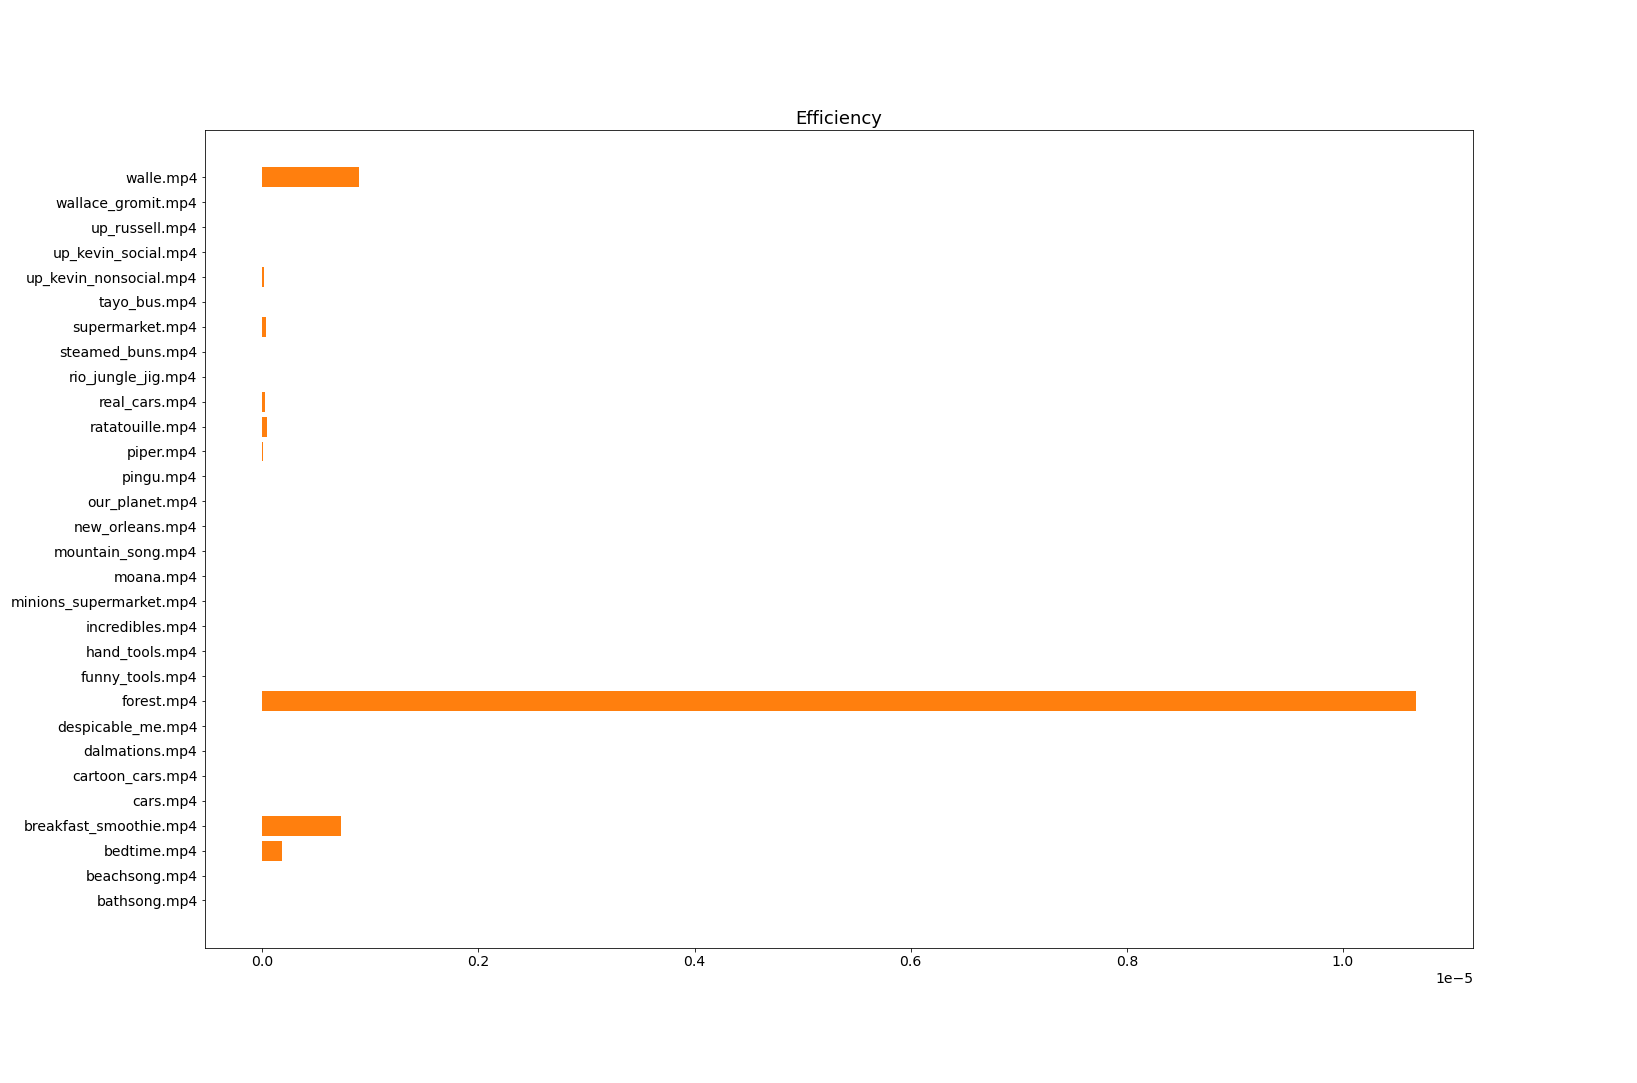 Efficiency
walle.mp4
wallace_gromit.mp4
up_russell.mp4
up_kevin_social.mp4
up_kevin_nonsocial.mp4
tayo_bus.mp4
supermarket.mp4
steamed_buns.mp4
rio_jungle_jig.mp4
real_cars.mp4
ratatouille.mp4
piper.mp4
pingu.mp4
our_planet.mp4
new_orleans.mp4
mountain_song.mp4
moana.mp4
minions_supermarket.mp4
incredibles.mp4
hand_tools.mp4
funny_tools.mp4
forest.mp4
despicable_me.mp4
dalmations.mp4
cartoon_cars.mp4
cars.mp4
breakfast_smoothie.mp4
bedtime.mp4
beachsong.mp4
bathsong.mp4
0.0 0.2 0.4 0.6 0.8 1.0
1e−5